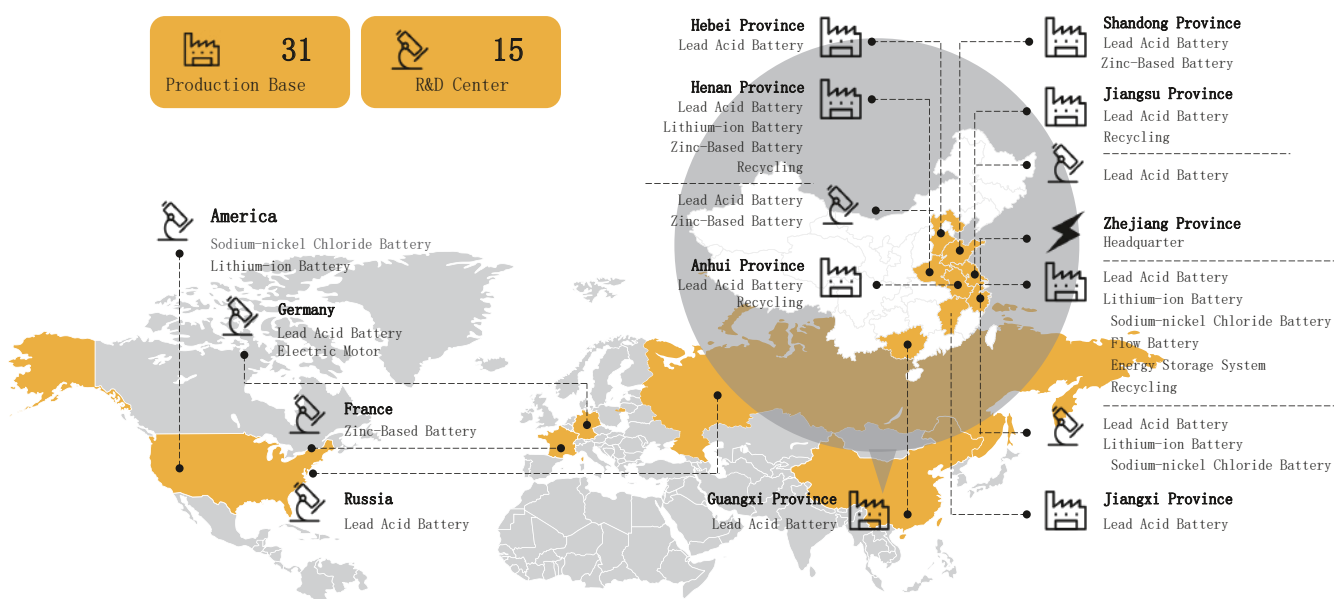 31
Production Base
15
R&D Center
America
Sodium-nickel Chloride Battery
Lithium-ion Battery
Germany
Lead Acid Battery
Electric Motor
France
Zinc-Based Battery
Russia
Lead Acid Battery
Hebei Province
Lead Acid Battery
Henan Province
Lead Acid Battery
Lithium-ion Battery
Zinc-Based Battery
Recycling
Lead Acid Battery
Zinc-Based Battery
Anhui Province
Lead Acid Battery
Recycling
Guangxi Province
Lead Acid Battery
Shandong Province
Lead Acid Battery
Zinc-Based Battery
Jiangsu Province
Lead Acid Battery
Recycling
Lead Acid Battery
Zhejiang Province
Headquarter
Lead Acid Battery
Lithium-ion Battery
Sodium-nickel Chloride Battery
Flow Battery
Energy Storage System
Recycling
Lead Acid Battery
Lithium-ion Battery
Sodium-nickel Chloride Battery
Jiangxi Province
Lead Acid Battery